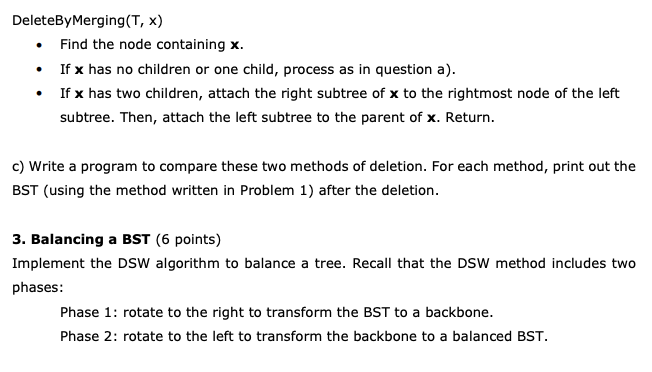 DeleteByMerging(T, x)
• Find the node containing x.
• If x has no children or one child, process as in question a).
• If x has two children, attach the right subtree of x to the rightmost node of the left
subtree. Then, attach the left subtree to the parent of x. Return.
c) Write a program to compare these two methods of deletion. For each method, print out the
BST (using the method written in Problem 1) after the deletion.
3. Balancing a BST (6 points)
Implement the DSW algorithm to balance a tree. Recall that the DSW method includes two
phases:
Phase 1: rotate to the right to transform the BST to a backbone.
Phase 2: rotate to the left to transform the backbone to a balanced BST.